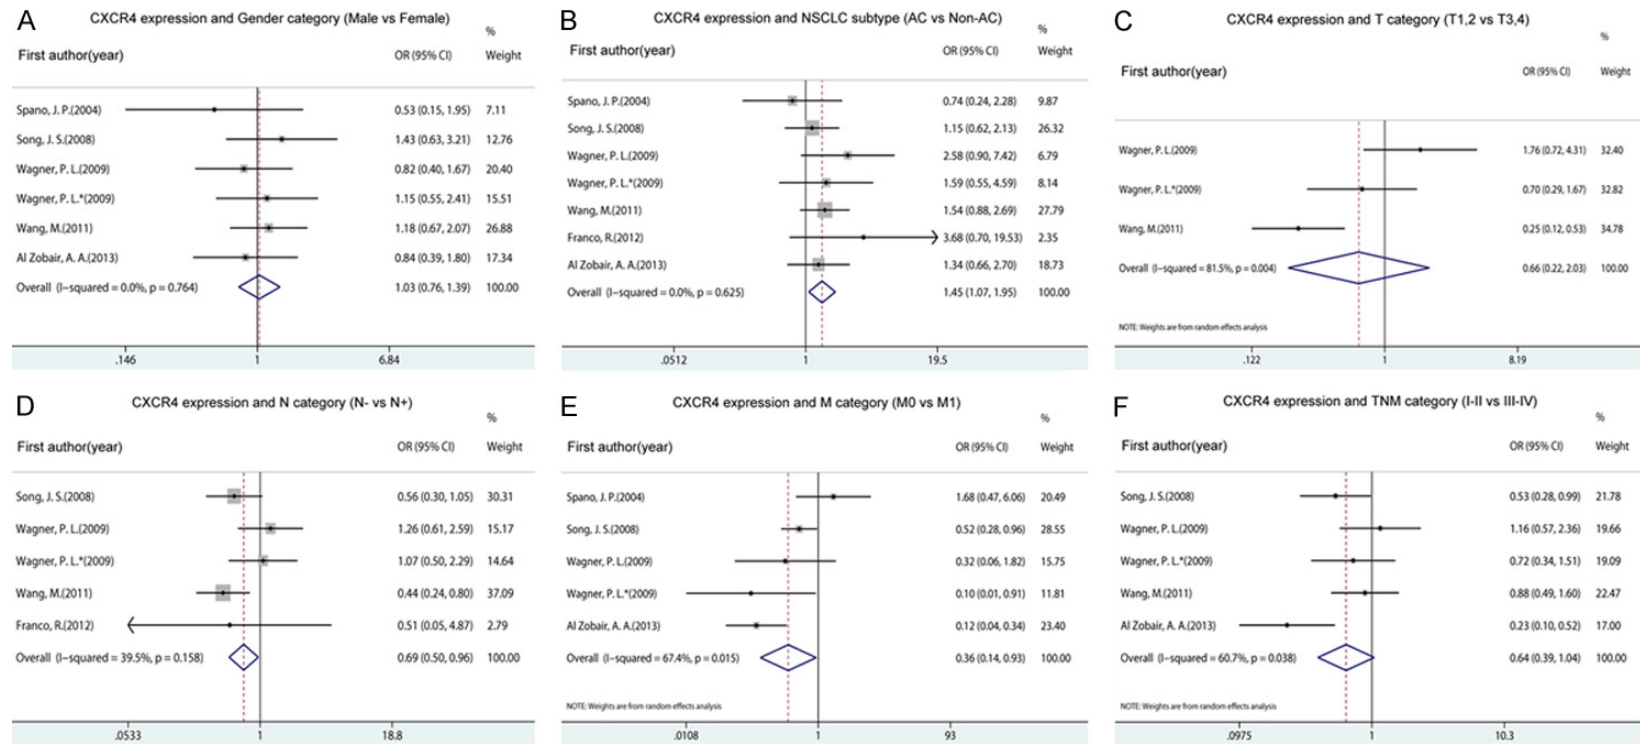 A
CXCR4 expression and Gender category (Male vs Female)
%
First author(year) OR (95% CI) Weight
Spano, J. P.(2004) 0.53 (0.15, 1.95) 7.11
Song, J. S.(2008) 1.43 (0.63, 3.21) 12.76
Wagner, P. L.(2009) 0.82 (0.40, 1.67) 20.40
Wagner, P. L.*(2009) 1.15 (0.55, 2.41) 15.51
Wang, M.(2011) 1.18 (0.67, 2.07) 26.88
Al Zobair, A. A.(2013) 0.84 (0.39, 1.80) 17.34
Overall (I-squared = 0.0%, p = 0.764) 1.03 (0.76, 1.39) 100.00
.146 1 6.84
B
CXCR4 expression and NSCLC subtype (AC vs Non-AC)
%
First author(year) OR (95% CI) Weight
Spano, J. P.(2004) 0.74 (0.24, 2.28) 9.87
Song, J. S.(2008) 1.15 (0.62, 2.13) 26.32
Wagner, P. L.(2009) 2.58 (0.90, 7.42) 6.79
Wagner, P. L.*(2009) 1.59 (0.55, 4.59) 8.14
Wang, M.(2011) 1.54 (0.88, 2.69) 27.79
Franco, R.(2012) 3.68 (0.70, 19.53) 2.35
Al Zobair, A. A.(2013) 1.34 (0.66, 2.70) 18.73
Overall (I-squared = 0.0%, p = 0.625) 1.45 (1.07, 1.95) 100.00
.0512 1 19.5
C
CXCR4 expression and T category (T1,2 vs T3,4)
%
First author(year) OR (95% CI) Weight
Wagner, P. L.(2009) 1.76 (0.72, 4.31) 32.40
Wagner, P. L.*(2009) 0.70 (0.29, 1.67) 32.82
Wang, M.(2011) 0.25 (0.12, 0.53) 34.78
Overall (I-squared = 81.5%, p = 0.004) 0.66 (0.22, 2.03) 100.00
NOTE: Weights are from random effects analysis
.122 1 8.19
D
CXCR4 expression and N category (N- vs N+)
%
First author(year) OR (95% CI) Weight
Song, J. S.(2008) 0.56 (0.30, 1.05) 30.31
Wagner, P. L.(2009) 1.26 (0.61, 2.59) 15.17
Wagner, P. L.*(2009) 1.07 (0.50, 2.29) 14.64
Wang, M.(2011) 0.44 (0.24, 0.80) 37.09
Franco, R.(2012) 0.51 (0.05, 4.87) 2.79
Overall (I-squared = 39.5%, p = 0.158) 0.69 (0.50, 0.96) 100.00
.0533 1 18.8
E
CXCR4 expression and M category (M0 vs M1)
%
First author(year) OR (95% CI) Weight
Spano, J. P.(2004) 1.68 (0.47, 6.06) 20.49
Song, J. S.(2008) 0.52 (0.28, 0.96) 28.55
Wagner, P. L.(2009) 0.32 (0.06, 1.82) 15.75
Wagner, P. L.*(2009) 0.10 (0.01, 0.91) 11.81
Al Zobair, A. A.(2013) 0.12 (0.04, 0.34) 23.40
Overall (I-squared = 67.4%, p = 0.015) 0.36 (0.14, 0.93) 100.00
NOTE: Weights are from random effects analysis
.0108 1 93
F
CXCR4 expression and TNM category (I-II vs III-IV)
%
First author(year) OR (95% CI) Weight
Song, J. S.(2008) 0.53 (0.28, 0.99) 21.78
Wagner, P. L.(2009) 1.16 (0.57, 2.36) 19.66
Wagner, P. L.*(2009) 0.72 (0.34, 1.51) 19.09
Wang, M.(2011) 0.88 (0.49, 1.60) 22.47
Al Zobair, A. A.(2013) 0.23 (0.10, 0.52) 17.00
Overall (I-squared = 60.7%, p = 0.038) 0.64 (0.39, 1.04) 100.00
NOTE: Weights are from random effects analysis
.0975 1 10.3